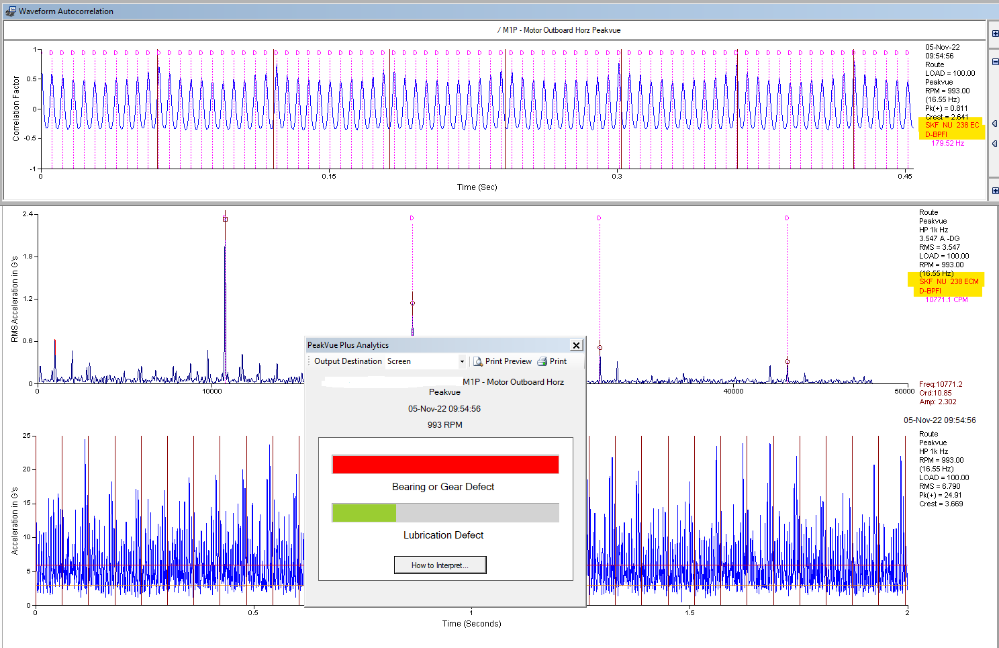 Waveform Autocorrelation
/ M1P - Motor Outboard Horz Peakvue
D D D D D D D D D D D D D D D D D D D D D D D D D D D D D D D D D D D D D D D D D D D D D D D D D D D D D D D D D D D D D D D D D D D D D D D D D D D D D D D D D
1
0.5
0
-0.5
-1
Correlation Factor
0
0.15
0.3
0.45
Time (Sec)
05-Nov-22
09:54:56
Route
LOAD = 100.00
Peakvue
RPM = 993.00
(16.55 Hz)
Pk(+) = 0.811
Crest = 2.641
SKF NU 238 EC
D-BPFI
179.52 Hz
2.4
1.8
1.2
0.6
0
RMS Acceleration in G's
D
D
D
0
10000
40000
50000
Route
Peakvue
HP 1k Hz
3.547 A -DG
RMS = 3.547
LOAD = 100.00
RPM = 993.00
(16.55 Hz)
SKF NU 238 ECM
D-BPFI
10771.1 CPM
Freq:10771.2
Ord:10.85
Amp: 2.302
PeakVue Plus Analytics
Output Destination Screen Print Preview Print
M1P - Motor Outboard Horz
Peakvue
05-Nov-22 09:54:56
993 RPM
Bearing or Gear Defect
Lubrication Defect
How to Interpret...
05-Nov-22 09:54:56
25
20
15
10
5
0
Acceleration in G's
0
0.5
1
1.5
2
Time (Seconds)
Route
Peakvue
HP 1k Hz
RPM = 993.00
(16.55 Hz)
LOAD = 100.00
RMS = 6.790
Pk(+) = 24.91
Crest = 3.669